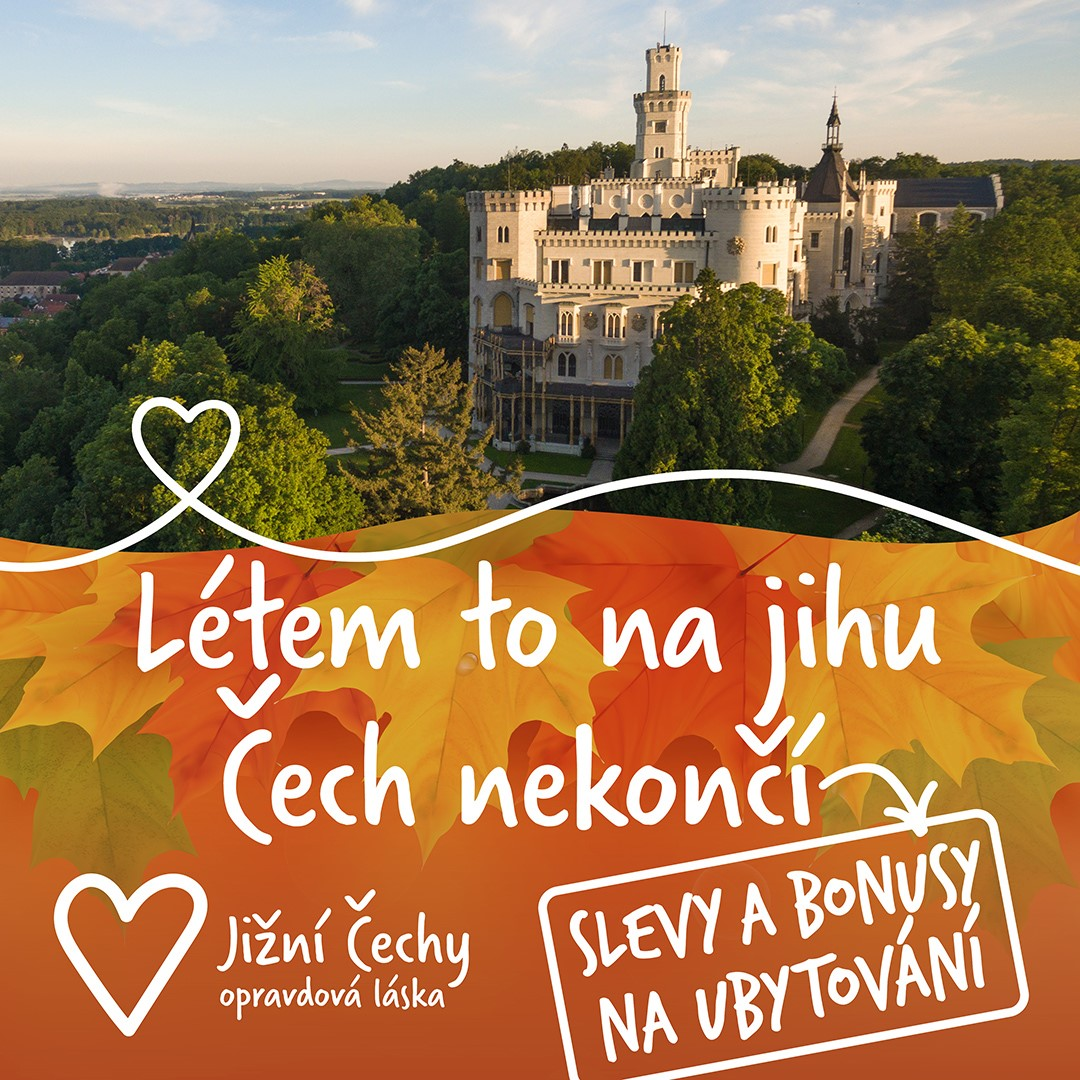 Létem to na jihu
Čech nekončí
SLEVY A BONUSY
NA UBYTOVÁNÍ
Jižní Čechy
opravdová láska